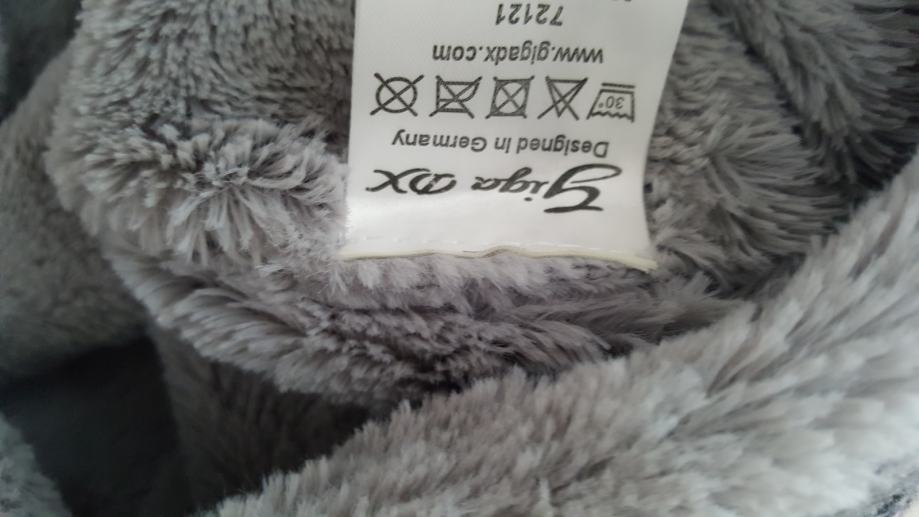 Giga DX
Designed in Germany
30°
www.gigadx.com
72121